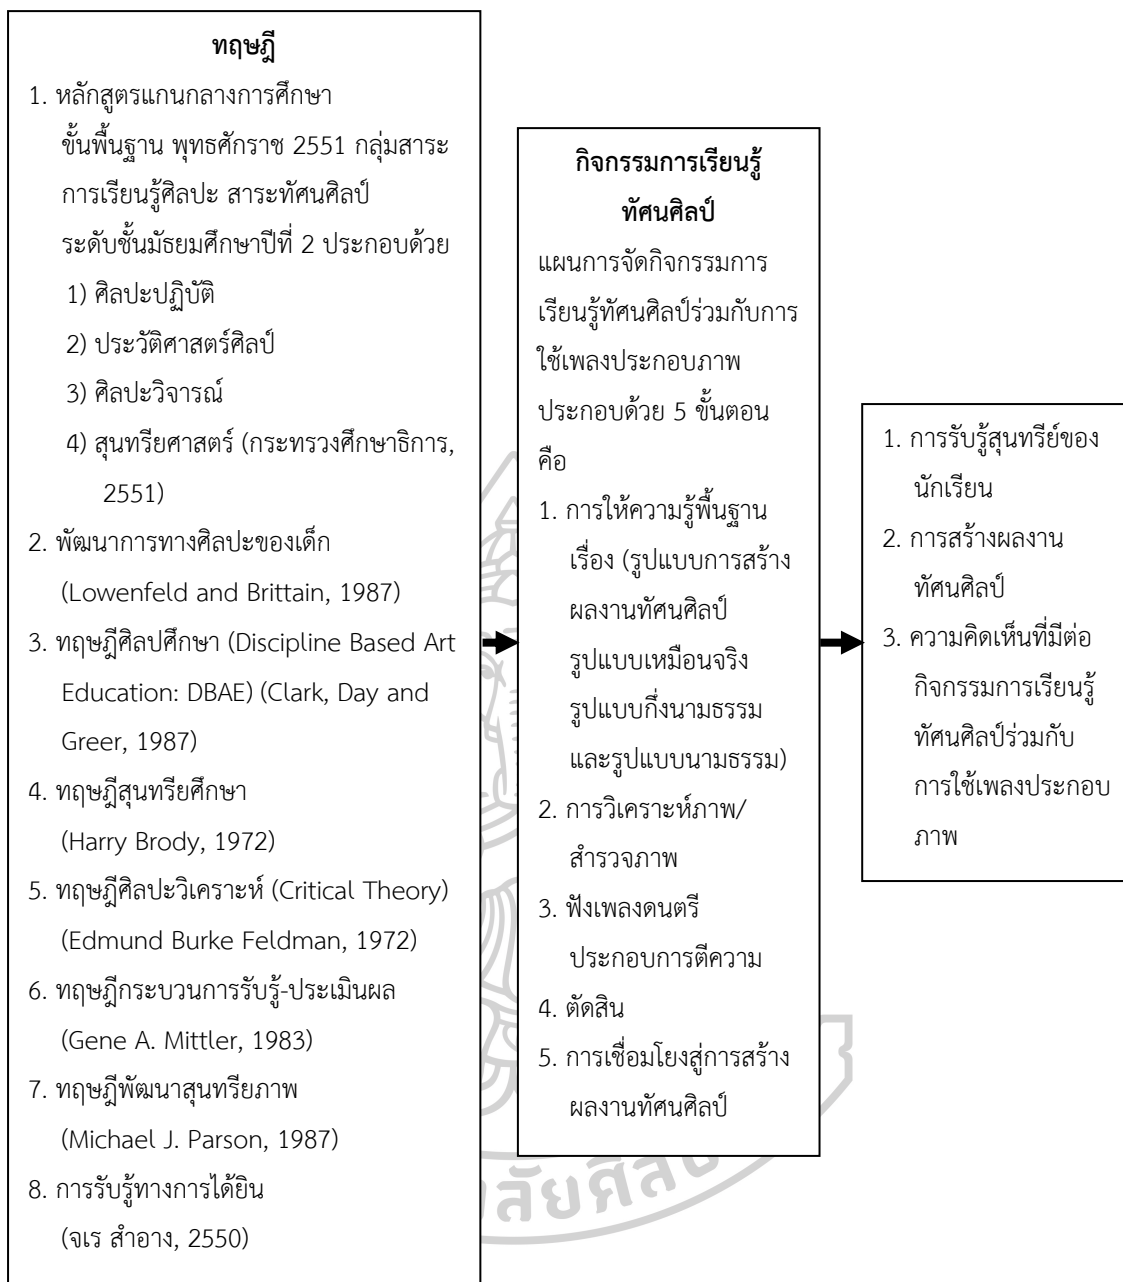 ทฤษฎี
1. หลักสูตรแกนกลางการศึกษา
ขั้นพื้นฐาน พุทธศักราช 2551 กลุ่มสาระ
การเรียนรู้ศิลปะ สาระทัศนศิลป์
ระดับชั้นมัธยมศึกษาปีที่ 2 ประกอบด้วย
1) ศิลปะปฏิบัติ
2) ประวัติศาสตร์ศิลป์
3) ศิลปะวิจารณ์
4) สุนทรียศาสตร์ (กระทรวงศึกษาธิการ,
2551)
2. พัฒนาการทางศิลปะของเด็ก
(Lowenfeld and Brittain, 1987)
3. ทฤษฎีศิลปศึกษา (Discipline Based Art
Education: DBAE) (Clark, Day and
Greer, 1987)
4. ทฤษฎีสุนทรียศึกษา
(Harry Brody, 1972)
5. ทฤษฎีศิลปะวิเคราะห์ (Critical Theory)
(Edmund Burke Feldman, 1972)
6. ทฤษฎีกระบวนการรับรู้-ประเมินผล
(Gene A. Mittler, 1983)
7. ทฤษฎีพัฒนาสุนทรียภาพ
(Michael J. Parson, 1987)
8. การรับรู้ทางการได้ยิน
(จเร สำอาง, 2550)
กิจกรรมการเรียนรู้
ทัศนศิลป์
แผนการจัดกิจกรรมการ
เรียนรู้ทัศนศิลป์ร่วมกับการ
ใช้เพลงประกอบภาพ
ประกอบด้วย 5 ขั้นตอน
คือ
1. การให้ความรู้พื้นฐาน
เรื่อง (รูปแบบการสร้าง
ผลงานทัศนศิลป์
รูปแบบเหมือนจริง
รูปแบบกึ่งนามธรรม
และรูปแบบนามธรรม)
2. การวิเคราะห์ภาพ/
สำรวจภาพ
3. ฟังเพลงดนตรี
ประกอบการตีความ
4. ตัดสิน
5. การเชื่อมโยงสู่การสร้าง
ผลงานทัศนศิลป์
1. การรับรู้สุนทรีย์ของ
นักเรียน
2. การสร้างผลงาน
ทัศนศิลป์
3. ความคิดเห็นที่มีต่อ
กิจกรรมการเรียนรู้
ทัศนศิลป์ร่วมกับ
การใช้เพลงประกอบ
ภาพ